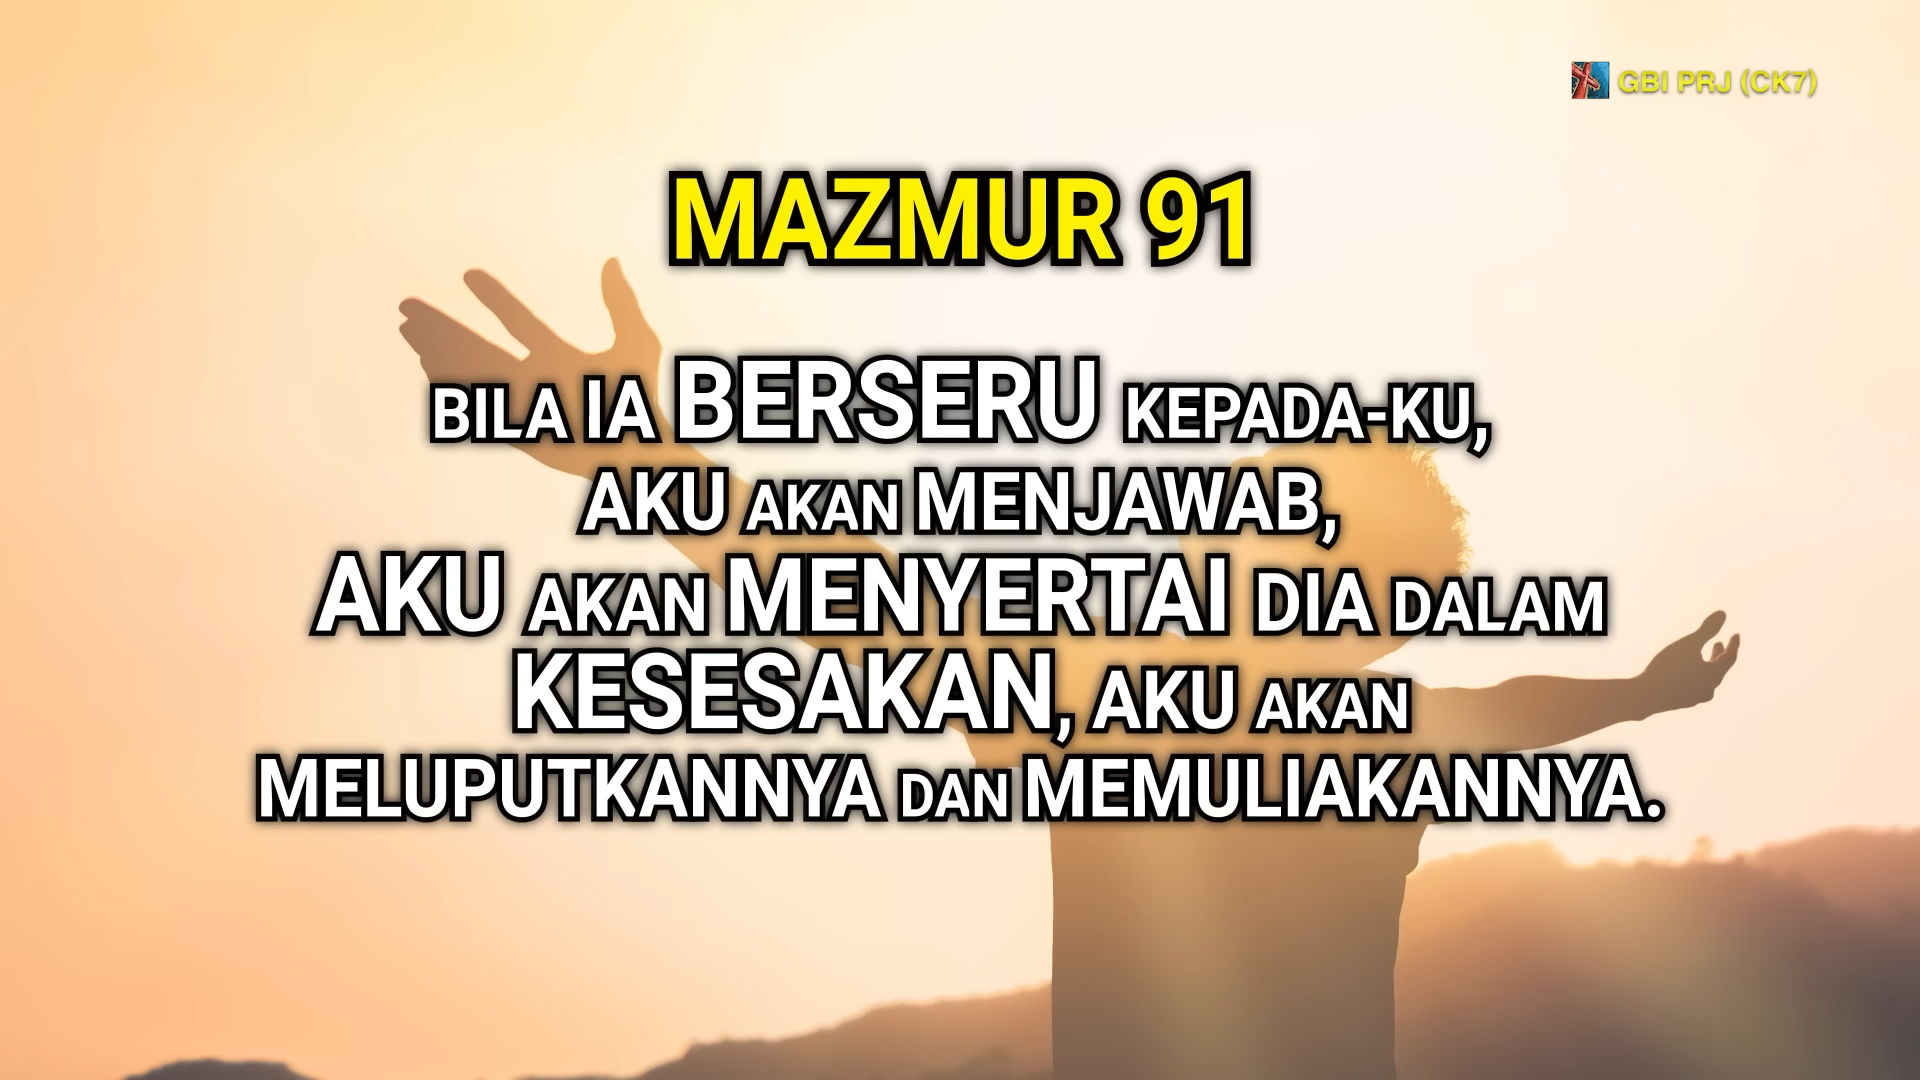 GBI PRJ (CK7)
MAZMUR 91
BILA IA BERSERU KEPADA-KU,
AKU AKAN MENJAWAB,
AKU AKAN MENYERTAI DIA DALAM
KESESAKAN, AKU AKAN
MELUPUTKANNYA DAN MEMULIAKANNYA.